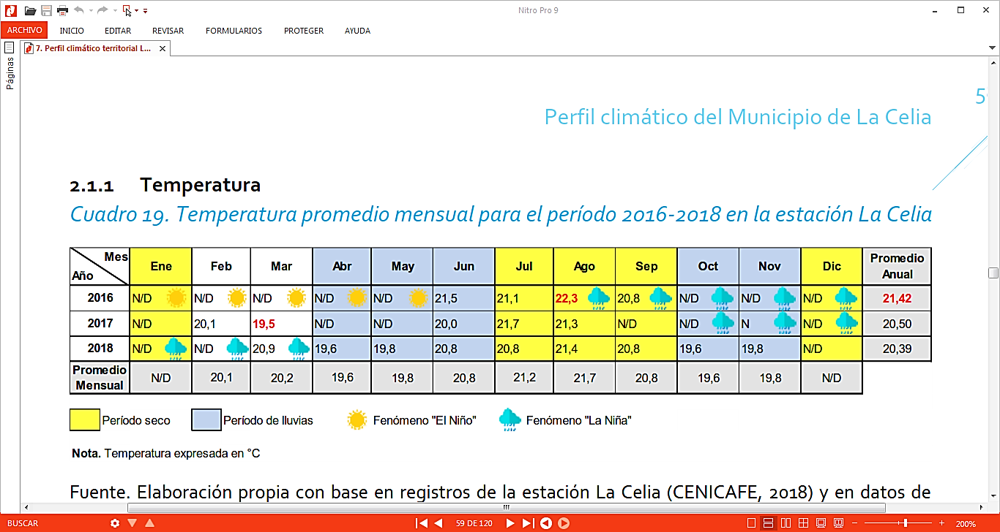 Nitro Pro 9
ARCHIVO INICIO EDITAR REVISAR FORMULARIOS PROTEGER AYUDA
7. Perfil climático territorial L...
Páginas
Perfil climático del Municipio de La Celia
2.1.1 Temperatura
Cuadro 19. Temperatura promedio mensual para el período 2016-2018 en la estación La Celia
Mes Año Ene Feb Mar Abr May Jun Jul Ago Sep Oct Nov Dic Promedio Anual
2016 N/D N/D N/D N/D N/D 21,5 21,1 22,3 20,8 N/D N/D N/D 21,42
2017 N/D 20,1 19,5 N/D N/D 20,0 21,7 21,3 N/D N/D N N/D 20,50
2018 N/D N/D 20,9 19,6 19,8 20,8 20,8 21,4 20,8 19,6 19,8 N/D 20,39
Promedio Mensual N/D 20,1 20,2 19,6 19,8 20,8 21,2 21,7 20,8 19,6 19,8 N/D
Período seco Período de lluvias Fenómeno "El Niño" Fenómeno "La Niña"
Nota. Temperatura expresada en °C
Fuente. Elaboración propia con base en registros de la estación La Celia (CENICAFE, 2018) y en datos de
BUSCAR 59 DE 120 200%